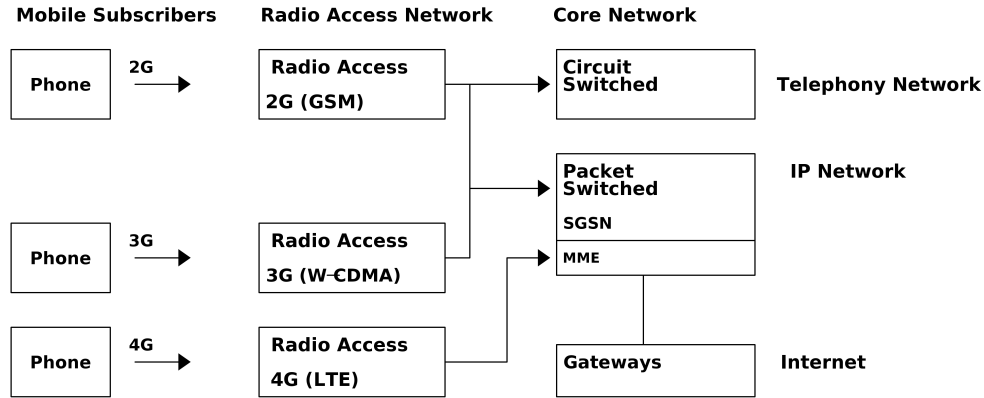 Mobile Subscribers
Radio Access Network
Core Network
Phone
2G
Radio Access
2G (GSM)
Circuit
Switched
Telephony Network
Packet
Switched
SGSN
IP Network
Phone
3G
Radio Access
3G (W-CDMA)
MME
Phone
4G
Radio Access
4G (LTE)
Gateways
Internet